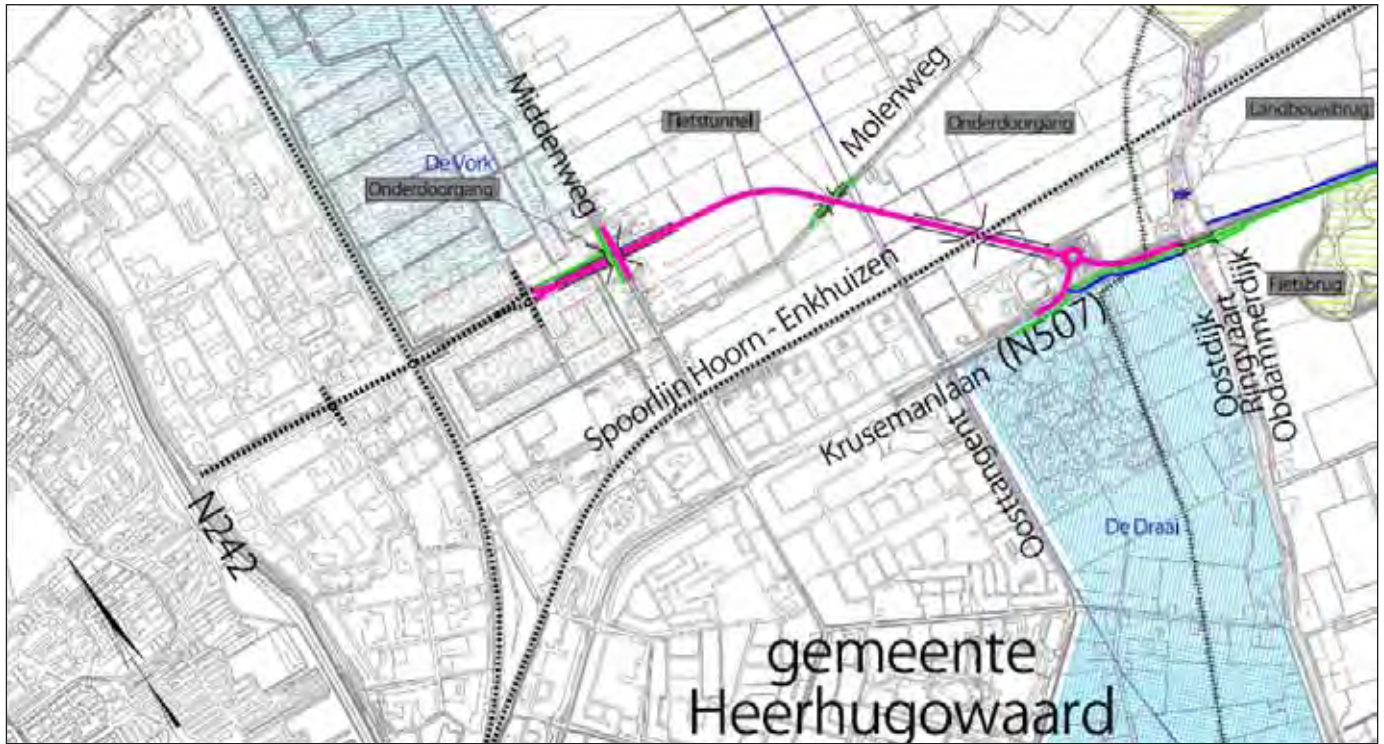 Middenweg
Fietstunnel
Molenweg
Onderdoorgang
Landbouwbrug
De Vork
Onderdoorgang
Spoorlijn Hoorn - Enkhuizen
Krusemanlaan (N507)
Oosttangent
Oostdijk
Ringvaart
Obdammerdijk
Fietsbrug
N242
De Draai
gemeente
Heerhugowaard